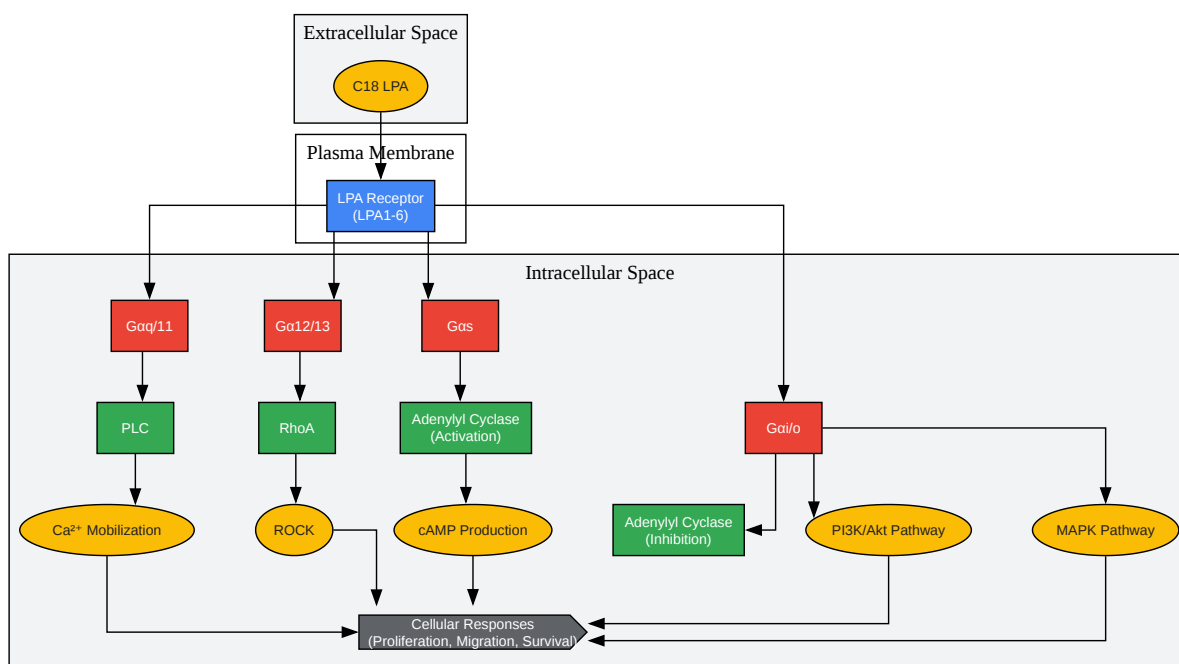 Extracellular Space
C18 LPA
Plasma Membrane
LPA Receptor
(LPA1-6)
Intracellular Space
Gαq/11
Gα12/13
Gαs
PLC
RhoA
Adenylyl Cyclase
(Activation)
Gαi/o
Ca²⁺ Mobilization
ROCK
cAMP Production
Adenylyl Cyclase
(Inhibition)
PI3K/Akt Pathway
MAPK Pathway
Cellular Responses
(Proliferation, Migration, Survival)